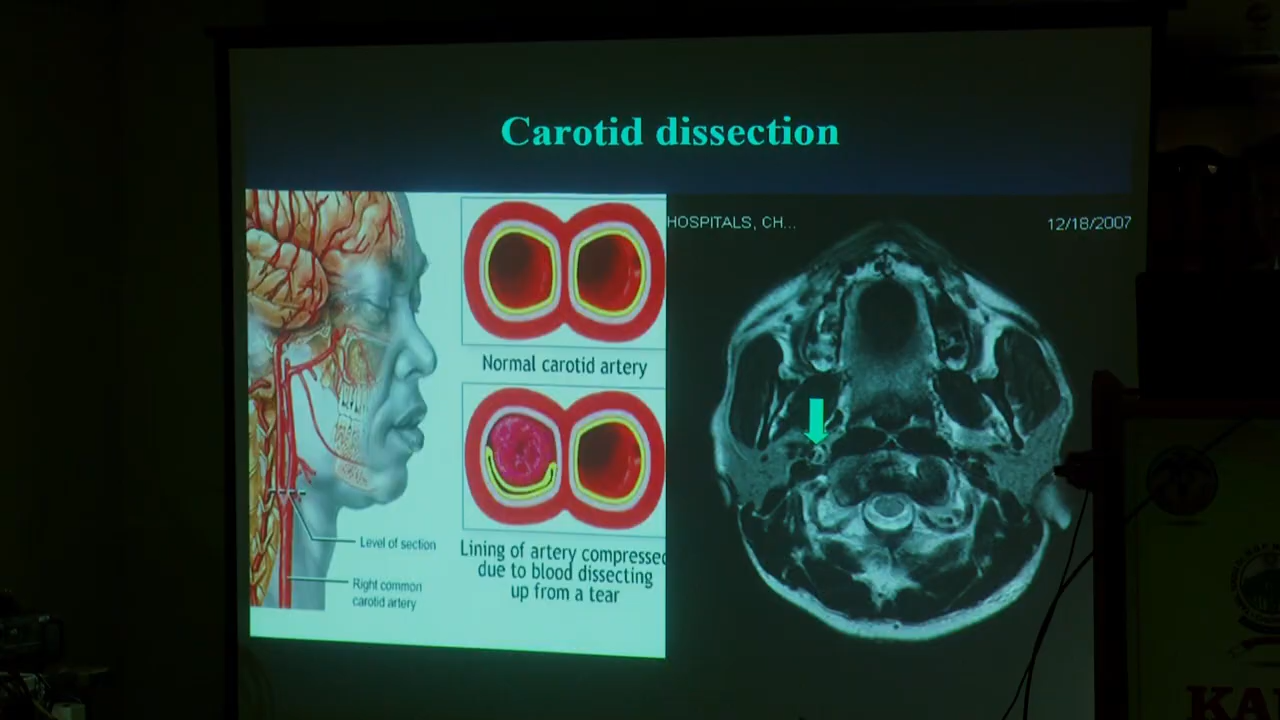 Carotid dissection
HOSPITALS, CH...
12/18/2007
Normal carotid artery
Level of section
Right common
carotid artery
Lining of artery compressed
due to blood dissecting
up from a tear
KA